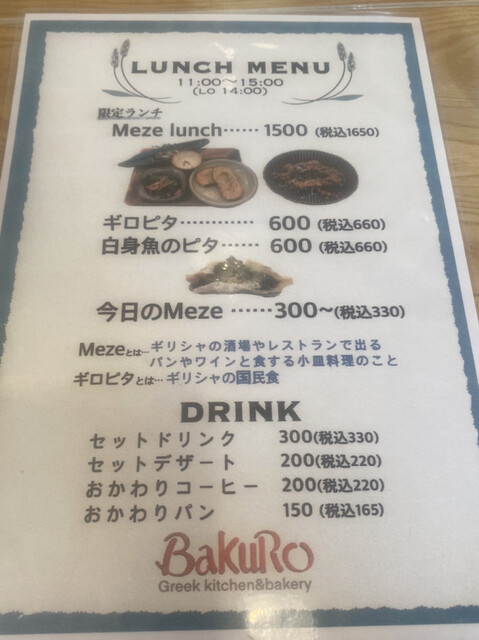 LUNCH MENU
11:00〜15:00
(LO 14:00)
限定ランチ
Meze lunch…… 1500 (税込1650)
ギロピタ………… 600 (税込660)
白身魚のピタ…… 600 (税込660)
今日のMeze ……300〜(税込330)
Mezeとは…ギリシャの酒場やレストランで出る
パンやワインと食する小皿料理のこと
ギロピタとは…ギリシャの国民食
DRINK
セットドリンク 300(税込330)
セットデザート 200(税込220)
おかわりコーヒー 200(税込220)
おかわりパン 150 (税込165)
BaKuRo
Greek kitchen&bakery